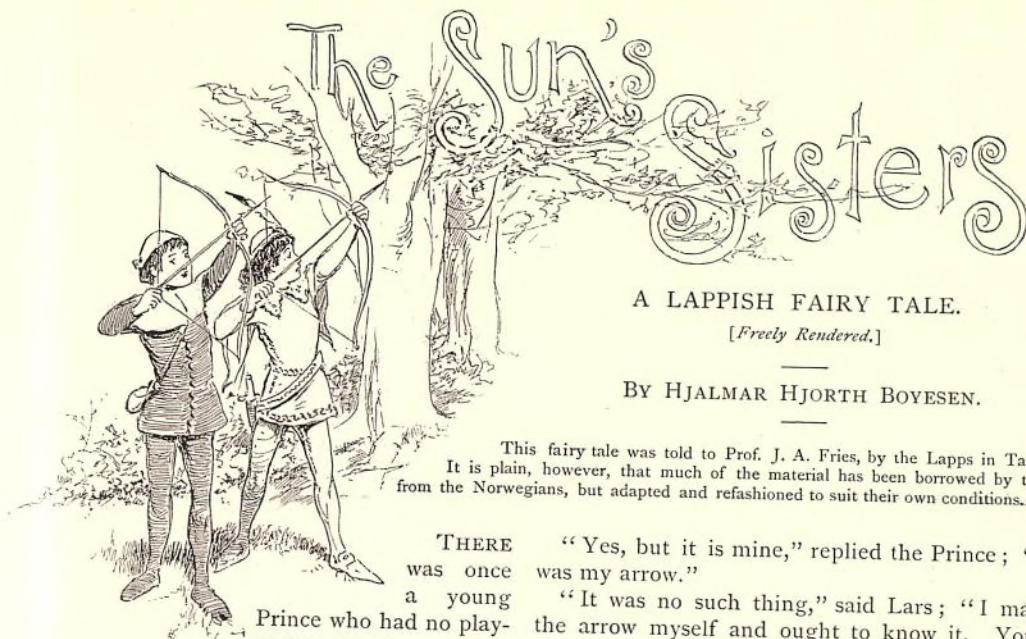 The Sun's
Sisters
A LAPPISH FAIRY TALE.
[Freely Rendered.]
BY HJALMAR HJORTH BOYESEN.
This fairy tale was told to Prof. J. A. Fries, by the Lapps in Ta
It is plain, however, that much of the material has been borrowed by t
from the Norwegians, but adapted and refashioned to suit their own conditions.
THERE
was once
a young
Prince who had no play-
“Yes, but it is mine,” replied the Prince; “
was my arrow.”
“It was no such thing,” said Lars; “I ma
the arrow myself and ought to know it. Yo